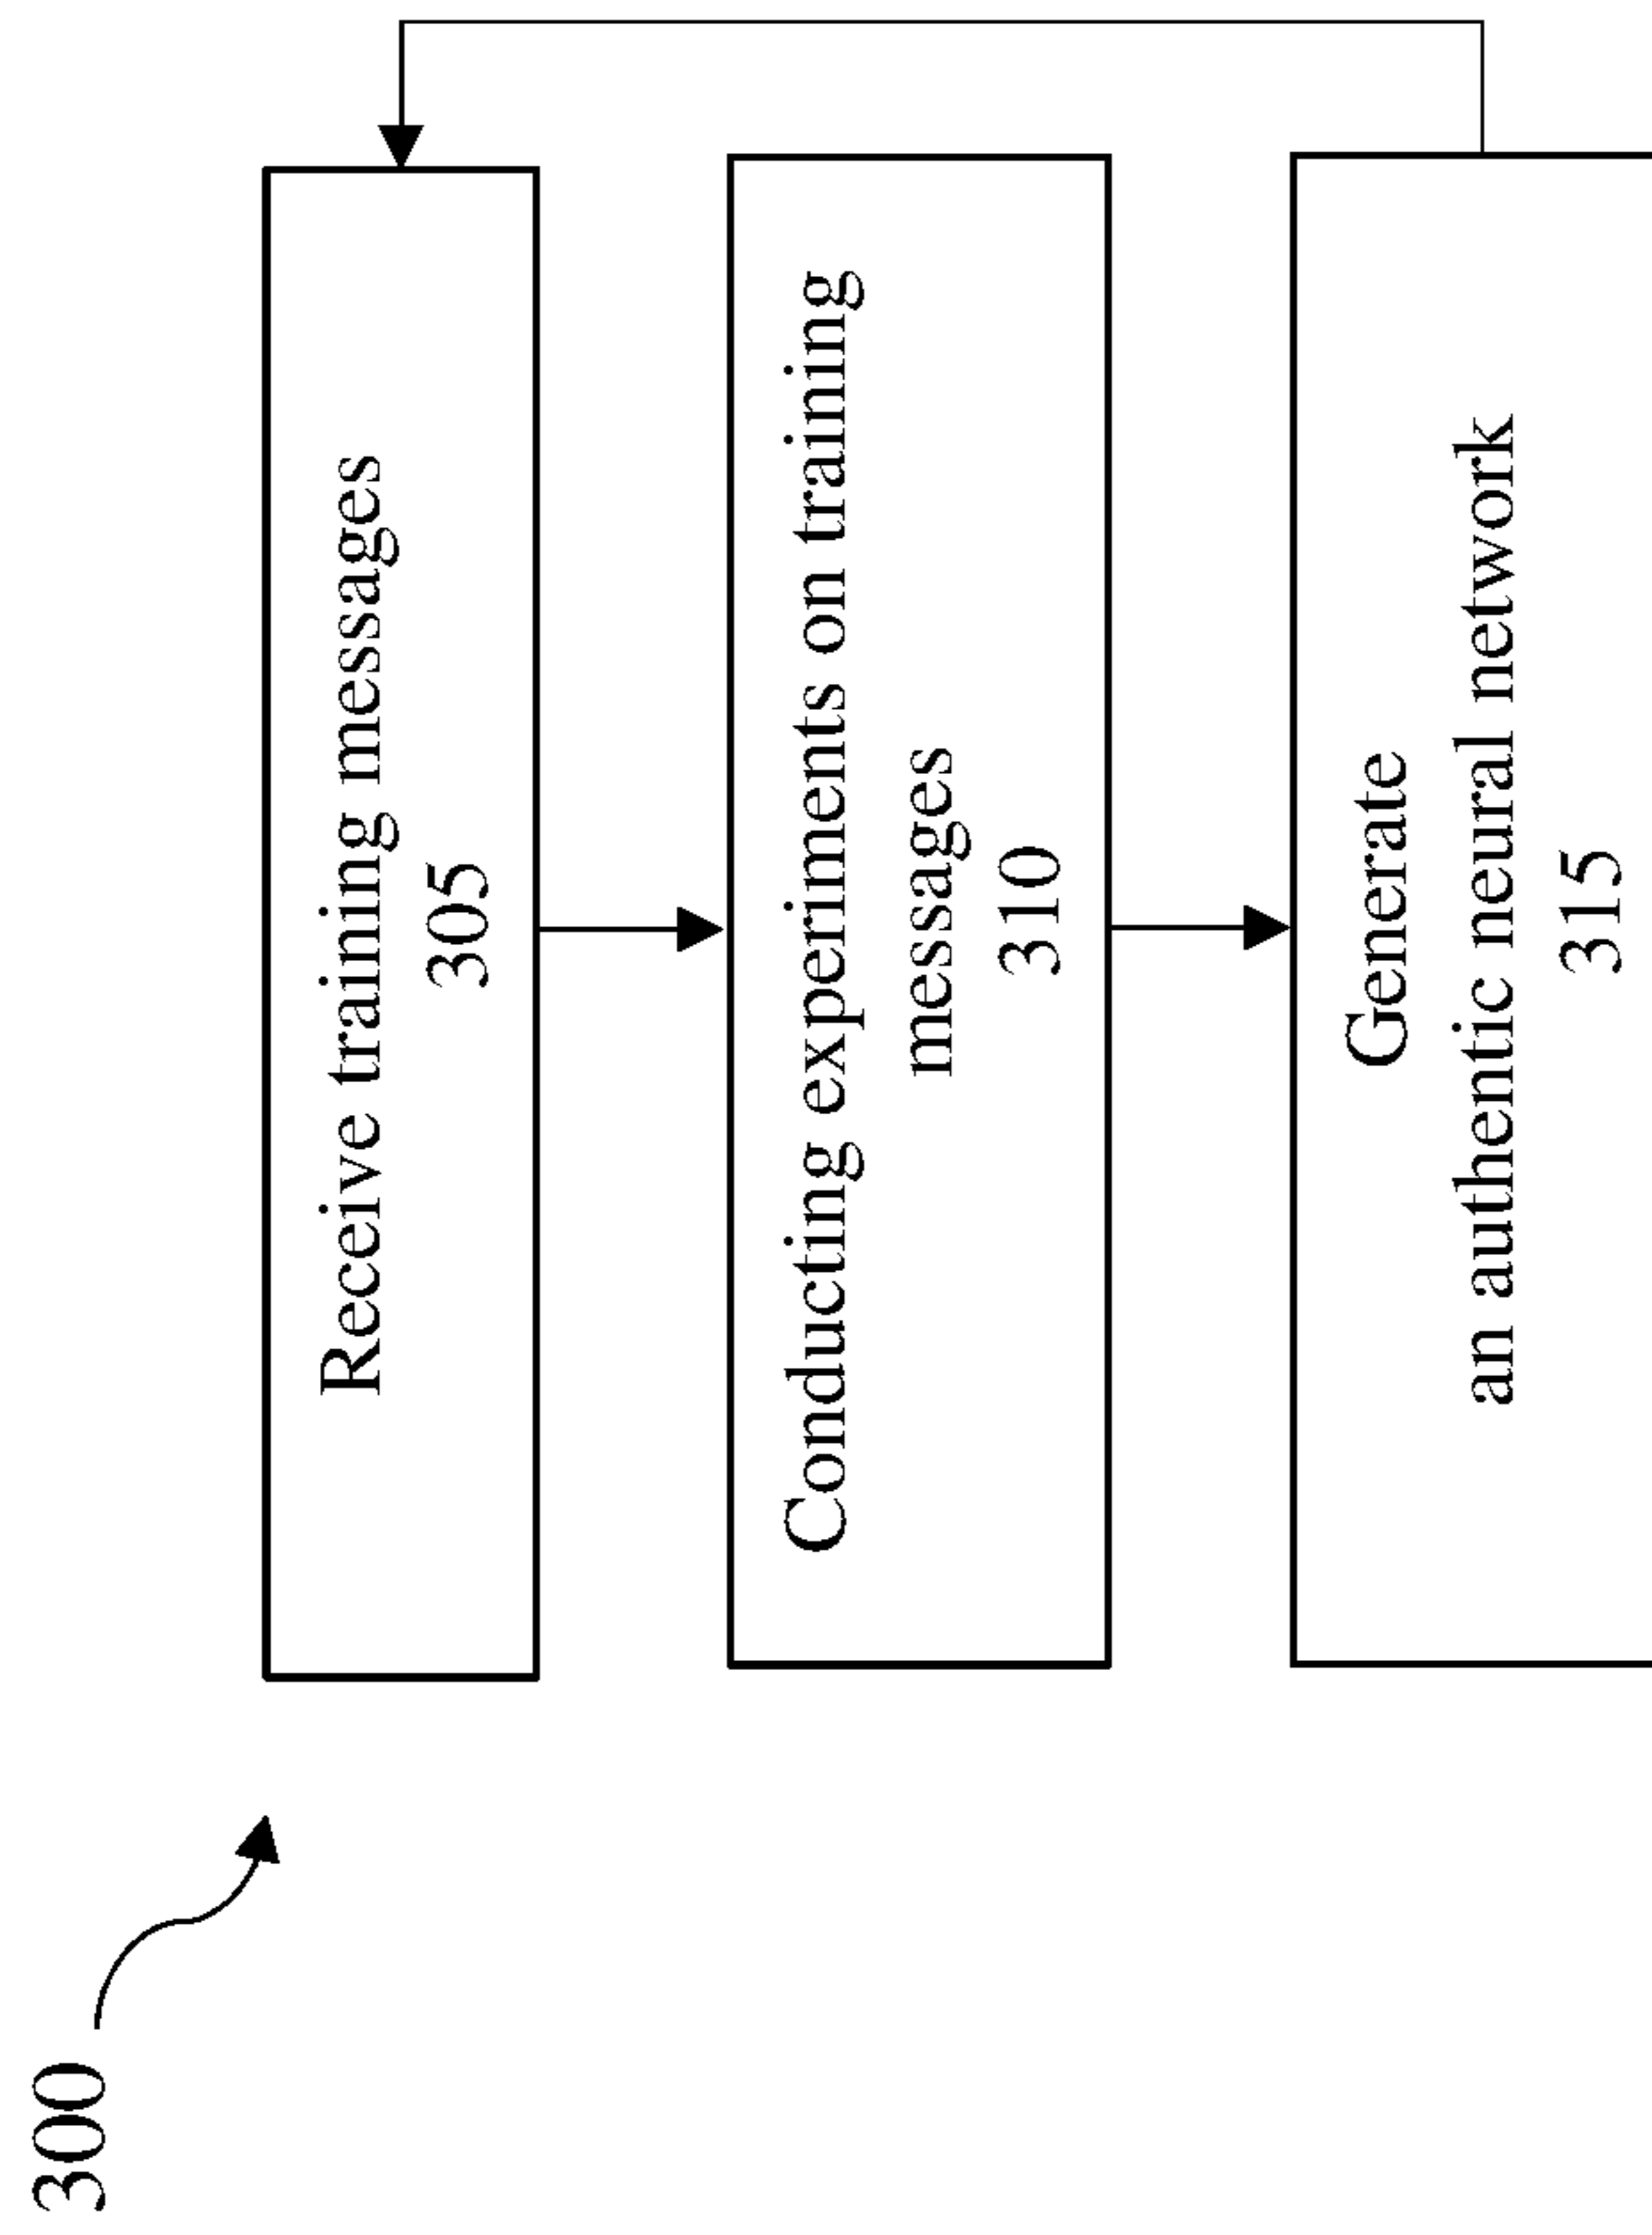 300
Receive training messages
305
Conducting experiments on training
messages
310
Generate
an authentic neural network
315